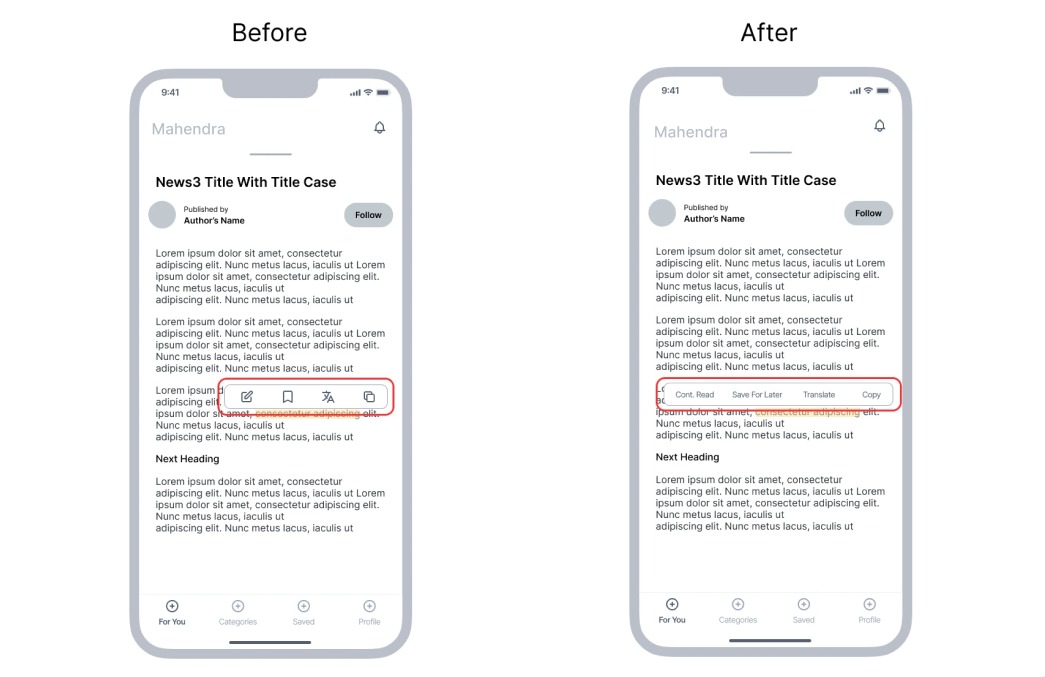 Before
9:41
Mahendra
News3 Title With Title Case
Published by
Author's Name
Follow
Lorem ipsum dolor sit amet, consectetur
adipiscing elit. Nunc metus lacus, iaculis ut Lorem
ipsum dolor sit amet, consectetur adipiscing elit.
Nunc metus lacus, iaculis ut
adipiscing elit. Nunc metus lacus, iaculis ut
Lorem ipsum dolor sit amet, consectetur
adipiscing elit. Nunc metus lacus, iaculis ut Lorem
ipsum dolor sit amet, consectetur adipiscing elit.
Nunc metus lacus, iaculis ut
adipiscing elit. Nunc metus lacus, iaculis ut
Lorem ipsum d
adipiscing elit.
ipsum dolor sit amet, consectetur adipiscing elit.
Nunc metus lacus, iaculis ut
adipiscing elit. Nunc metus lacus, iaculis ut
Next Heading
Lorem ipsum dolor sit amet, consectetur
adipiscing elit. Nunc metus lacus, iaculis ut Lorem
ipsum dolor sit amet, consectetur adipiscing elit.
Nunc metus lacus, iaculis ut
adipiscing elit. Nunc metus lacus, iaculis ut
For You
Categories
Saved
Profile
After
9:41
Mahendra
News3 Title With Title Case
Published by
Author's Name
Follow
Lorem ipsum dolor sit amet, consectetur
adipiscing elit. Nunc metus lacus, iaculis ut Lorem
ipsum dolor sit amet, consectetur adipiscing elit.
Nunc metus lacus, iaculis ut
adipiscing elit. Nunc metus lacus, iaculis ut
Lorem ipsum dolor sit amet, consectetur
adipiscing elit. Nunc metus lacus, iaculis ut Lorem
ipsum dolor sit amet, consectetur adipiscing elit.
Nunc metus lacus, iaculis ut
adipiscing elit. Nunc metus lacus, iaculis ut
Cont. Read
Save For Later
Translate
Copy
ipsum dolor sit amet, consectetur adipiscing elit.
Nunc metus lacus, iaculis ut
adipiscing elit. Nunc metus lacus, iaculis ut
Next Heading
Lorem ipsum dolor sit amet, consectetur
adipiscing elit. Nunc metus lacus, iaculis ut Lorem
ipsum dolor sit amet, consectetur adipiscing elit.
Nunc metus lacus, iaculis ut
adipiscing elit. Nunc metus lacus, iaculis ut
For You
Categories
Saved
Profile